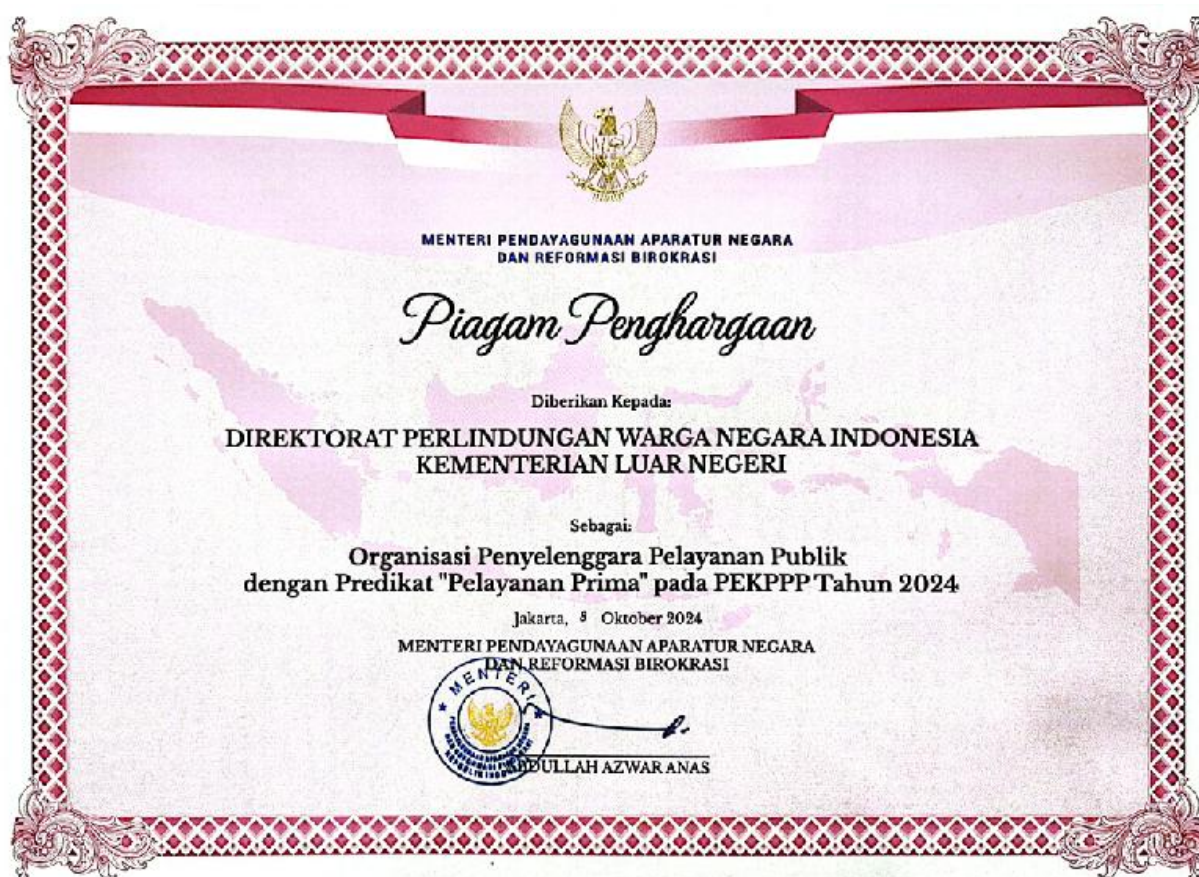 MENTERI PENDAYAGUNAAN APARATUR NEGARA
DAN REFORMASI BIROKRASI
Piagam Penghargaan
Diberikan Kepada:
DIREKTORAT PERLINDUNGAN WARGA NEGARA INDONESIA
KEMENTERIAN LUAR NEGERI
Sebagai:
Organisasi Penyelenggara Pelayanan Publik
dengan Predikat "Pelayanan Prima" pada PEKPPP Tahun 2024
Jakarta, 8 Oktober 2024
MENTERI PENDAYAGUNAAN APARATUR NEGARA
DAN REFORMASI BIROKRASI
MENTERI
ABDULLAH AZWAR ANAS